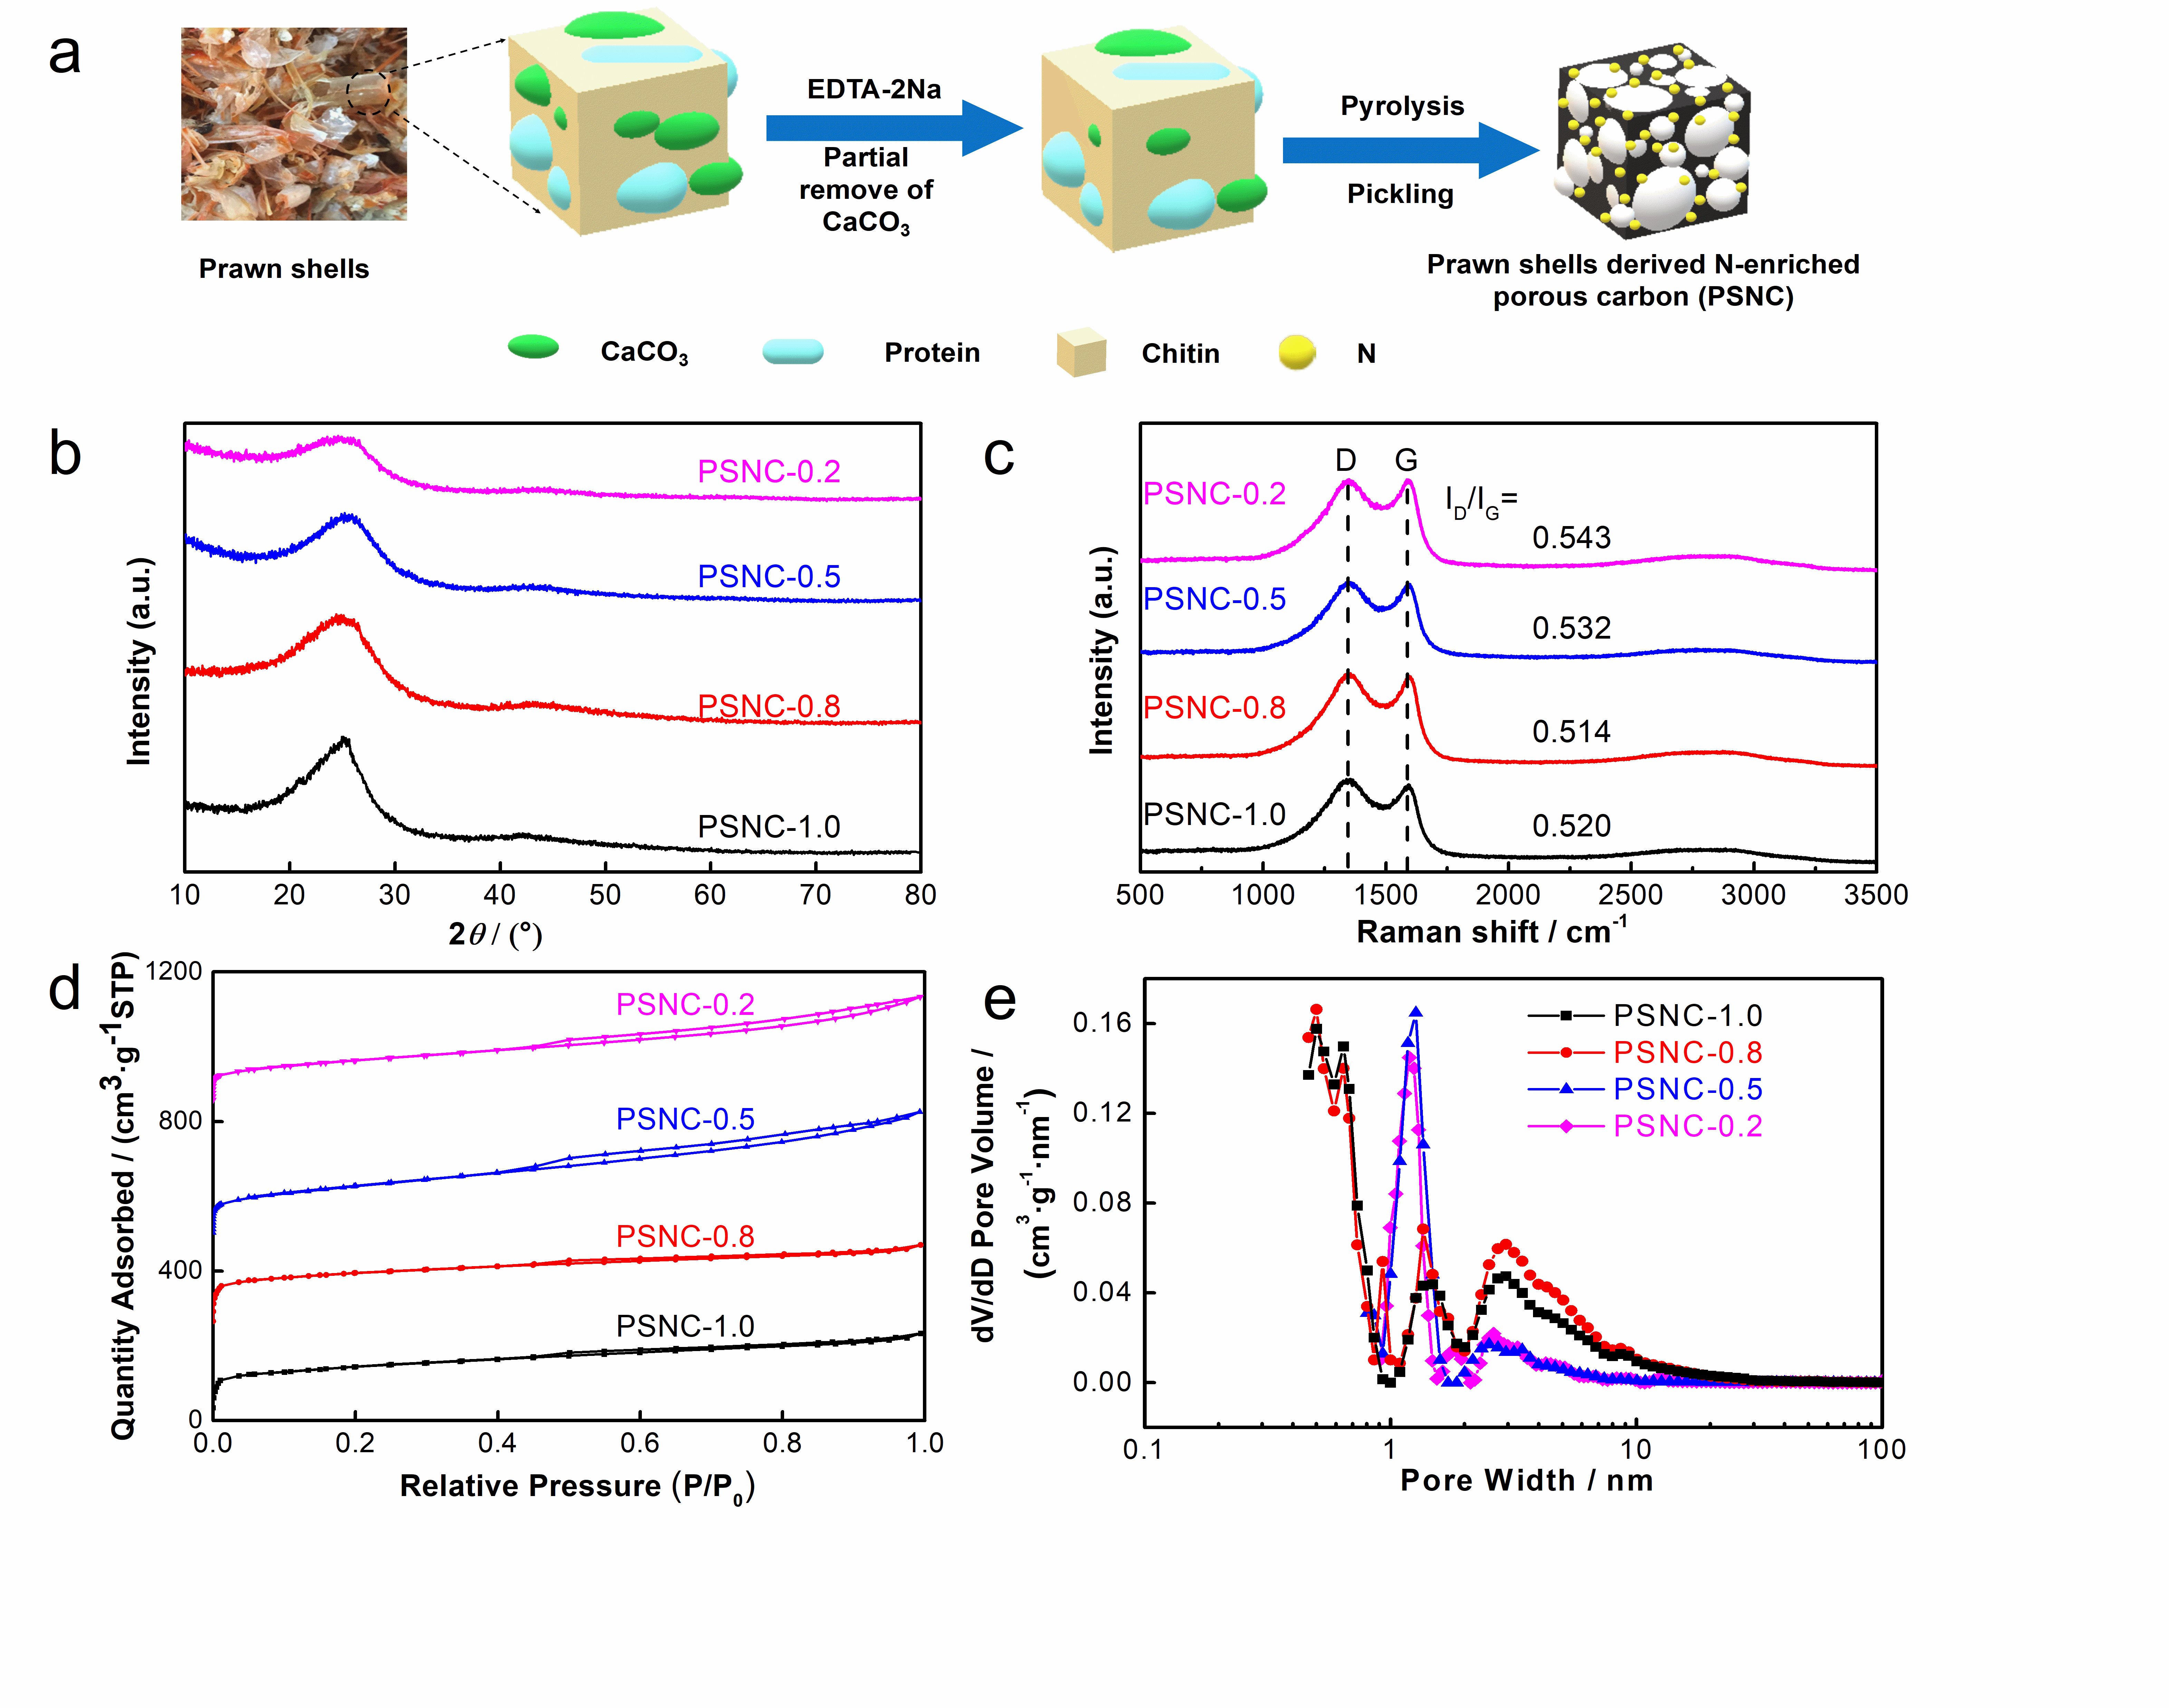 a
EDTA-2Na
Partial
remove of
CaCO3
Pyrolysis
Pickling
Prawn shells
Prawn shells derived N-enriched
porous carbon (PSNC)
CaCO3
Protein
Chitin
N
b
PSNC-0.2
PSNC-0.5
PSNC-0.8
PSNC-1.0
Intensity (a.u.)
10 20 30 40 50 60 70 80
2θ / (°)
c
D G
PSNC-0.2
ID/IG=
0.543
PSNC-0.5
0.532
PSNC-0.8
0.514
PSNC-1.0
0.520
Intensity (a.u.)
500 1000 1500 2000 2500 3000 3500
Raman shift / cm-1
d
Quantity Adsorbed / (cm3·g-1STP)
1200
800
400
0
PSNC-0.2
PSNC-0.5
PSNC-0.8
PSNC-1.0
0.0 0.2 0.4 0.6 0.8 1.0
Relative Pressure (P/P0)
e
dV/dD Pore Volume /
(cm3·g-1·nm-1)
0.16
0.12
0.08
0.04
0.00
PSNC-1.0
PSNC-0.8
PSNC-0.5
PSNC-0.2
0.1 1 10 100
Pore Width / nm